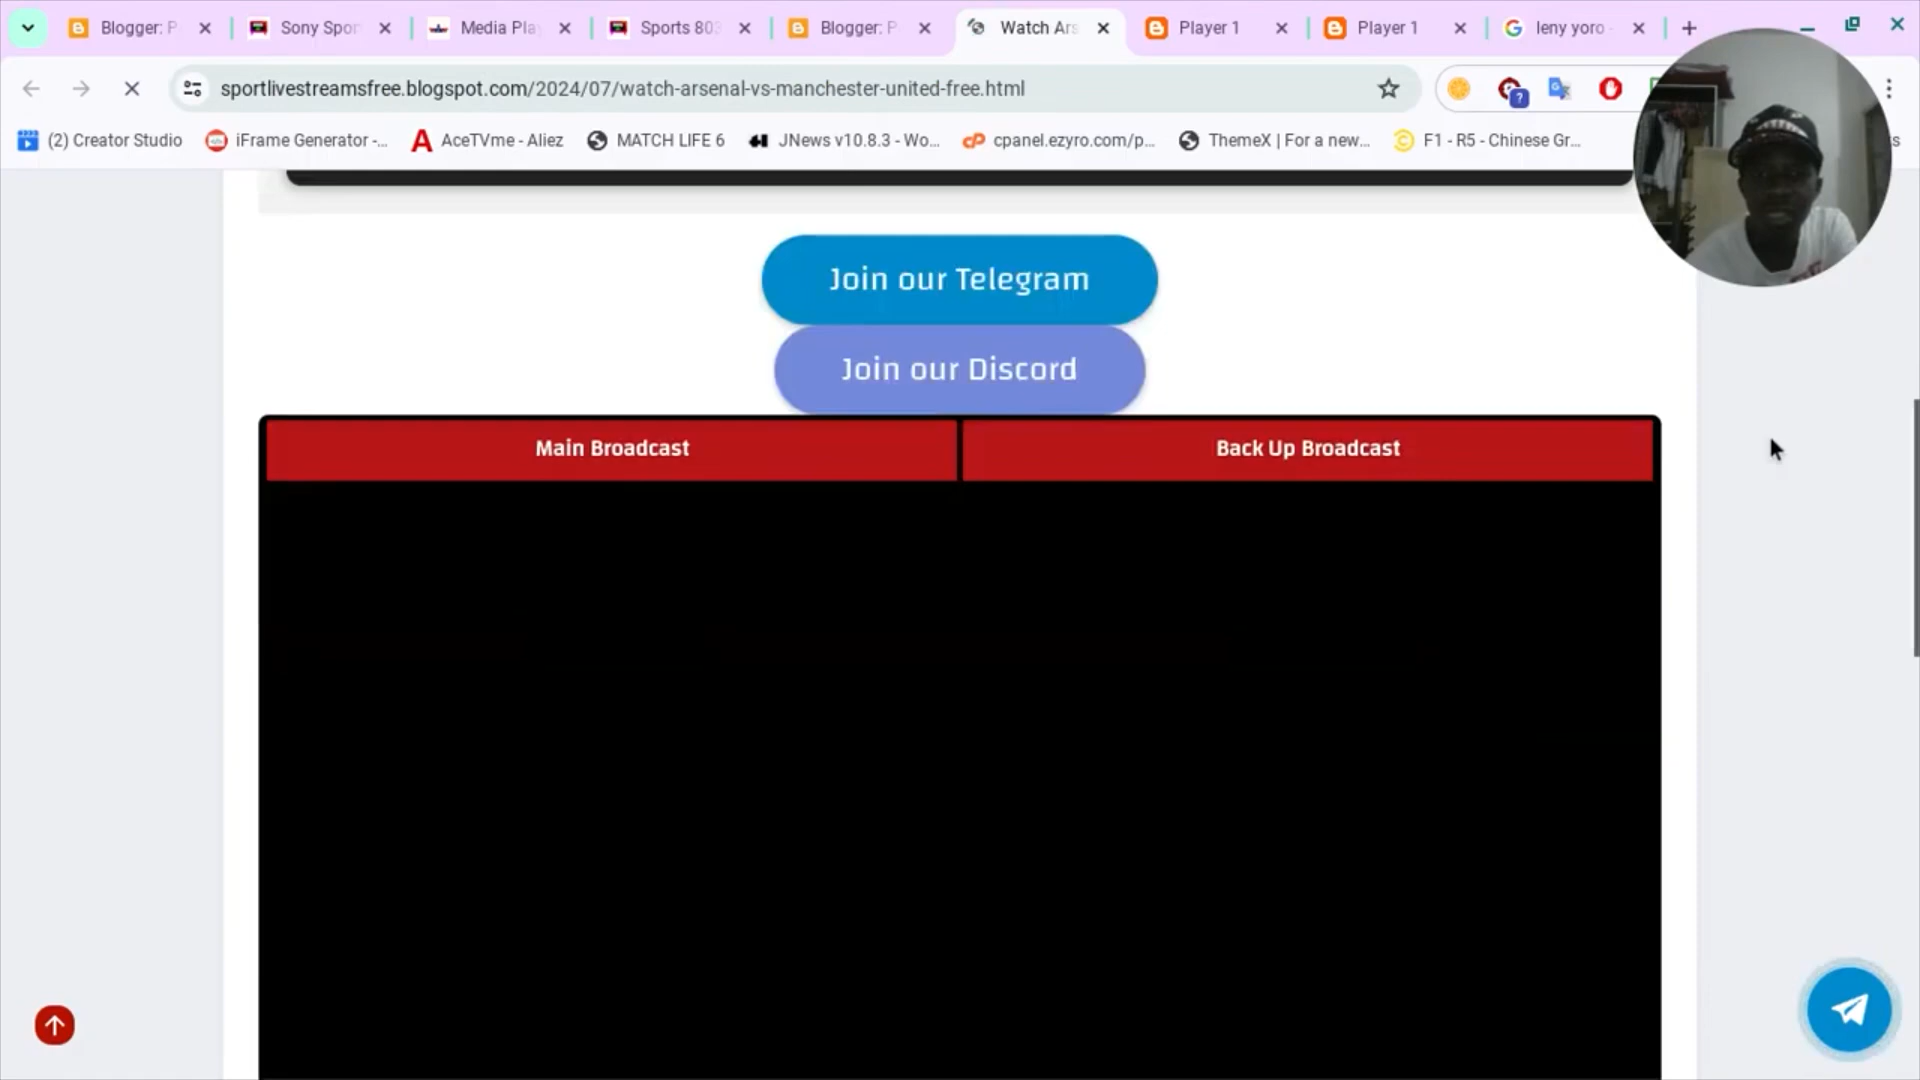 Blogger: P
Sony Spor
Media Pla
Sports 803
Blogger: P
Watch Ars
Player 1
Player 1
leny yoro -
sportlivestreamsfree.blogspot.com/2024/07/watch-arsenal-vs-manchester-united-free.html
?
(2) Creator Studio
iFrame Generator -...
AceTVme - Aliez
MATCH LIFE 6
JNews v10.8.3 - Wo...
cpanel.ezyro.com/p...
ThemeX | For a new...
F1 - R5 - Chinese Gr...
Join our Telegram
Join our Discord
Main Broadcast
Back Up Broadcast